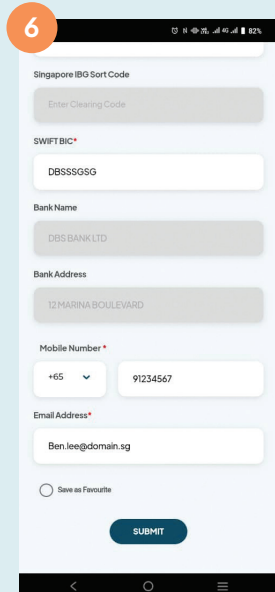 6
4G 82%
Singapore IBG Sort Code
Enter Clearing Code
SWIFT BIC*
DBSSSGSG
Bank Name
DBS BANK LTD
Bank Address
12 MARINA BOULEVARD
Mobile Number *
+65 91234567
Email Address*
Ben.lee@domain.sg
Save as Favourite
SUBMIT